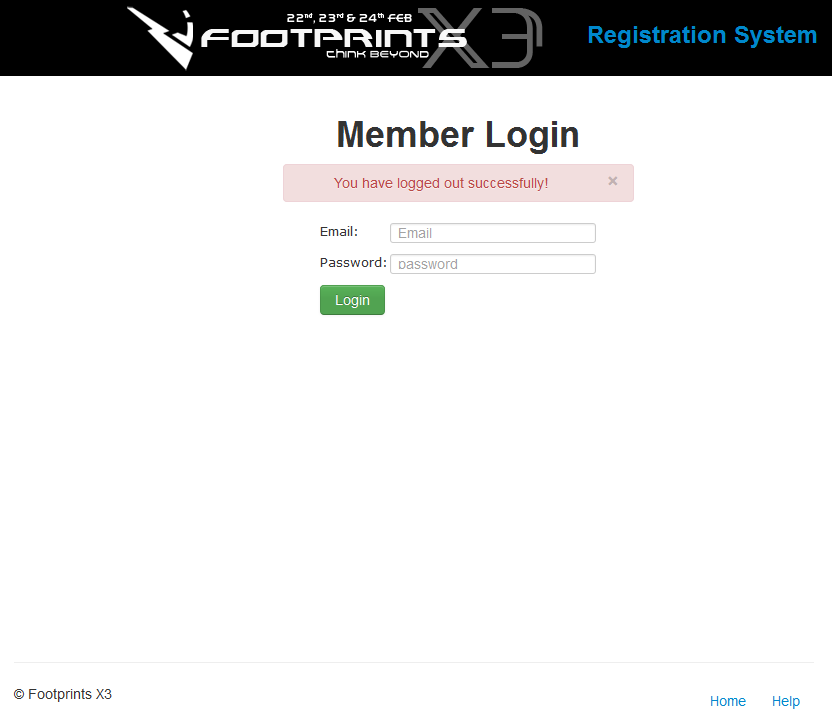 22nd, 23rd & 24th FEB
FOOTPRINTS X3
THINK BEYOND
Registration System
Member Login
You have logged out successfully!
×
Email: Email
Password: password
Login
© Footprints X3
Home Help